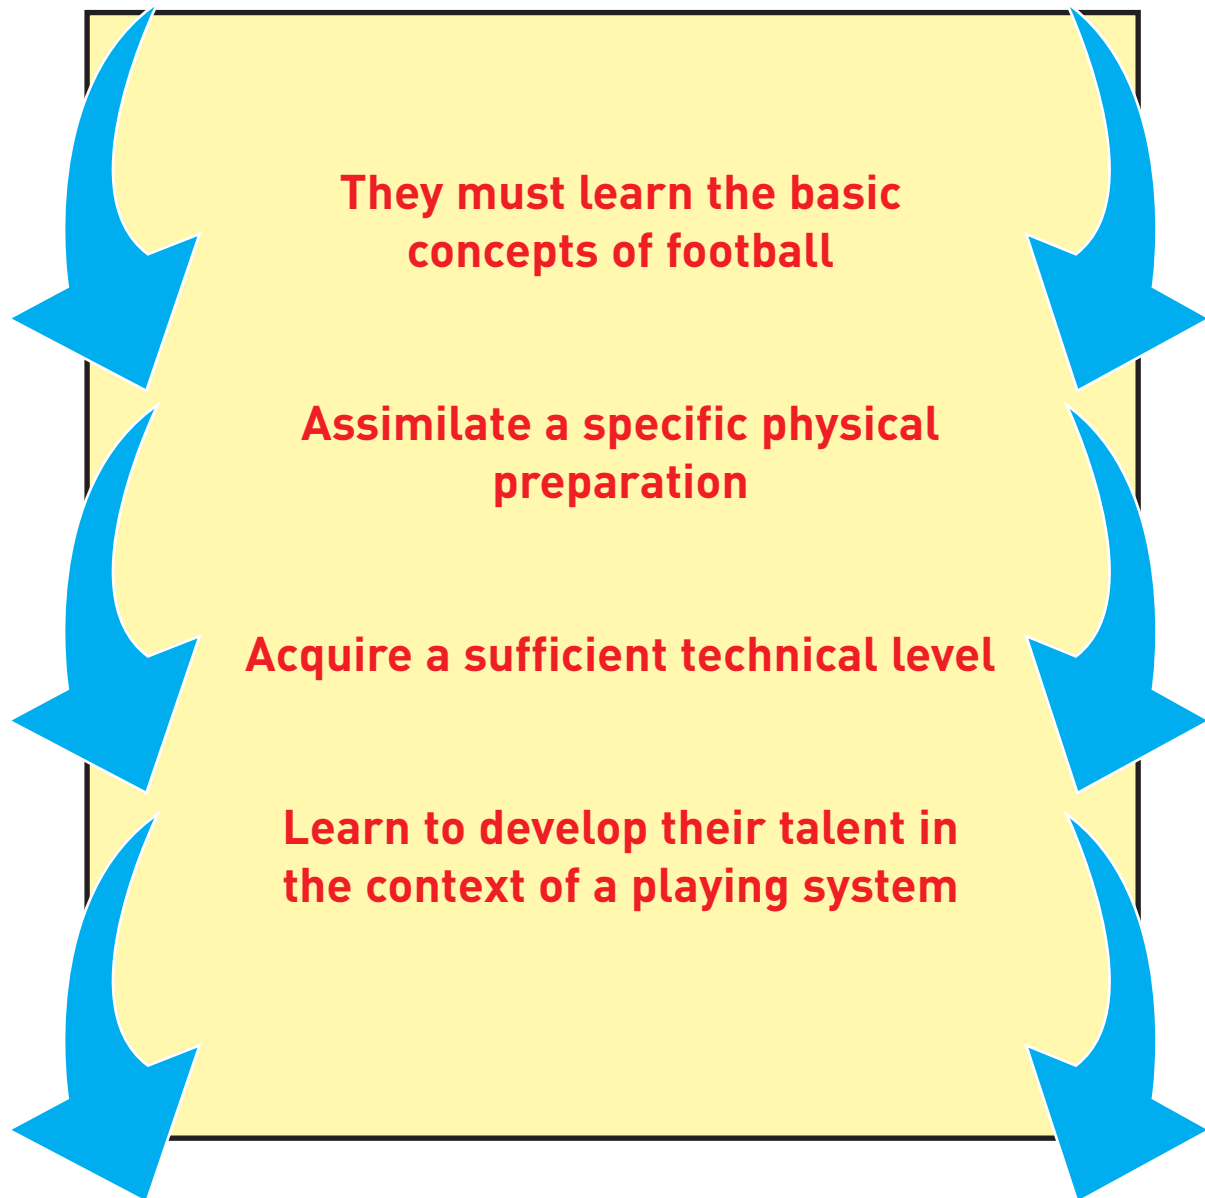 They must learn the basic
concepts of football
Assimilate a specific physical
preparation
Acquire a sufficient technical level
Learn to develop their talent in
the context of a playing system